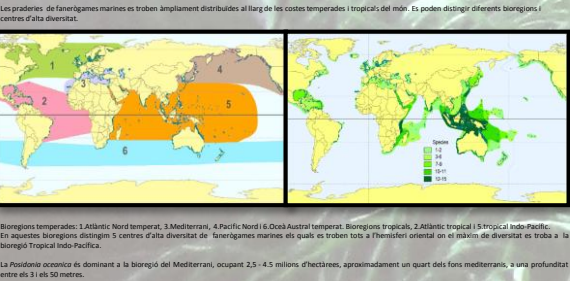 Les praderies de fanerògames marines es troben àmpliament distribuïdes al llarg de les costes temperades i tropicals del món. Es poden distingir diferents bioregions i
centres d'alta diversitat.
1
2
3
4
5
6
Species
1-2
3-6
7-9
10-11
12-15
Bioregions temperades: 1.Atlàntic Nord temperat, 3.Mediterrani, 4.Pacific Nord i 6.Oceà Austral temperat. Bioregions tropicals, 2.Atlàntic tropical i 5.tropical Indo-Pacific.
En aquestes bioregions distingim 5 centres d'alta diversitat de fanerògames marines els quals es troben tots a l'hemisferi oriental on el màxim de diversitat es troba a la
bioregió Tropical Indo-Pacífica.
La Posidonia oceanica és dominant a la bioregió del Mediterrani, ocupant 2,5 - 4.5 milions d'hectàrees, aproximadament un quart dels fons mediterranis, a una profunditat
entre els 3 i els 50 metres.